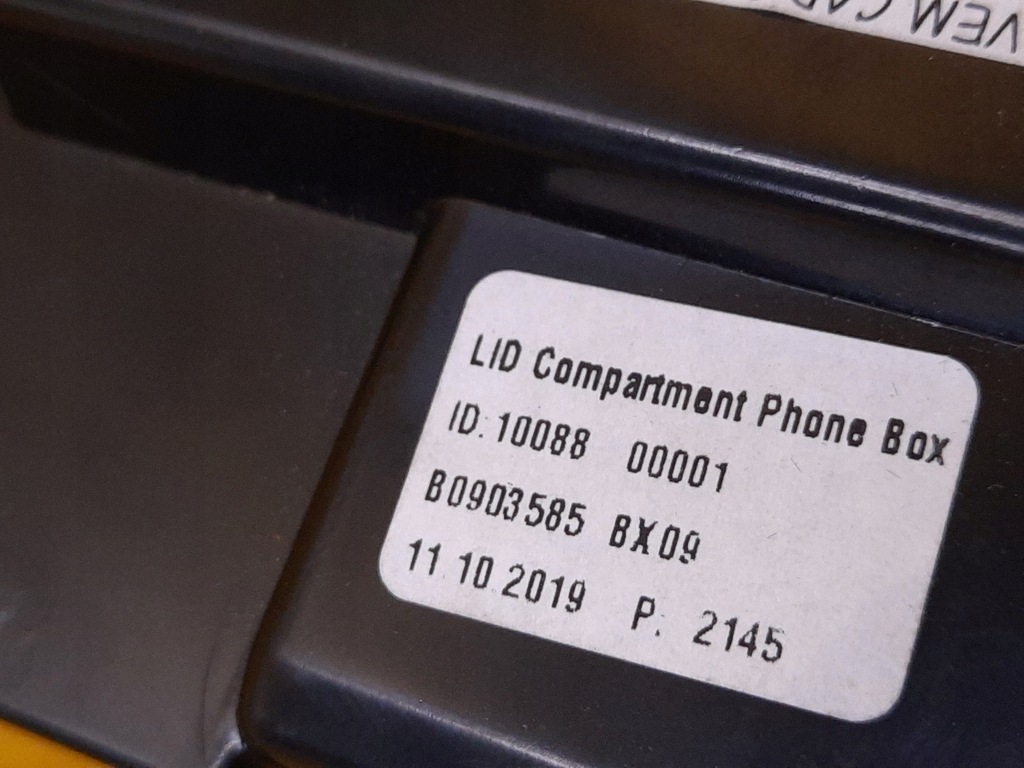 LID Compartment Phone Box
ID: 10088 00001
B0903585 BX09
11.10.2019 P: 2145